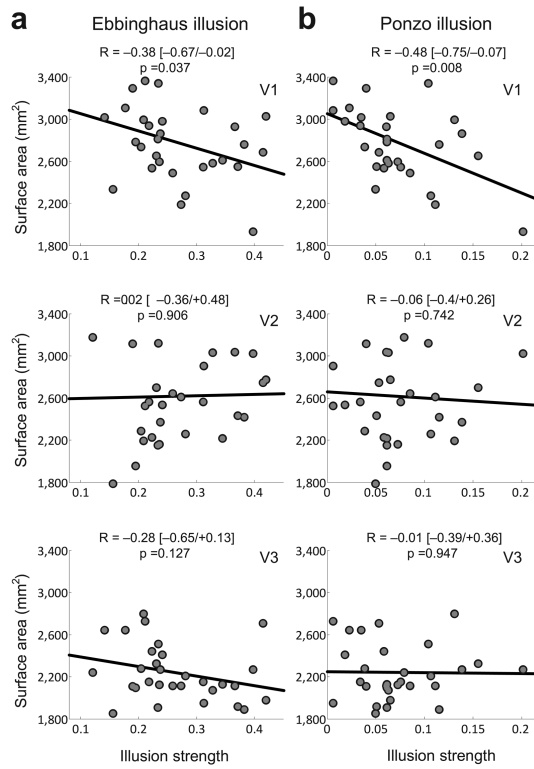 a
b
Ebbinghaus illusion
Ponzo illusion
R = –0.38 [–0.67/–0.02]
p =0.037
R = –0.48 [–0.75/–0.07]
p =0.008
V1
V1
Surface area (mm2)
3,400
3,000
2,600
2,200
1,800
0.1
0.2
0.3
0.4
3,400
3,000
2,600
2,200
1,800
0
0.05
0.1
0.15
0.2
R =002 [ –0.36/+0.48]
p =0.906
R = –0.06 [–0.4/+0.26]
p =0.742
V2
V2
Surface area (mm2)
3,400
3,000
2,600
2,200
1,800
0.1
0.2
0.3
0.4
3,400
3,000
2,600
2,200
1,800
0
0.05
0.1
0.15
0.2
R = –0.28 [–0.65/+0.13]
p =0.127
R = –0.01 [–0.39/+0.36]
p =0.947
V3
V3
Surface area (mm2)
3,400
3,000
2,600
2,200
1,800
0.1
0.2
0.3
0.4
3,400
3,000
2,600
2,200
1,800
0
0.05
0.1
0.15
0.2
Illusion strength
Illusion strength